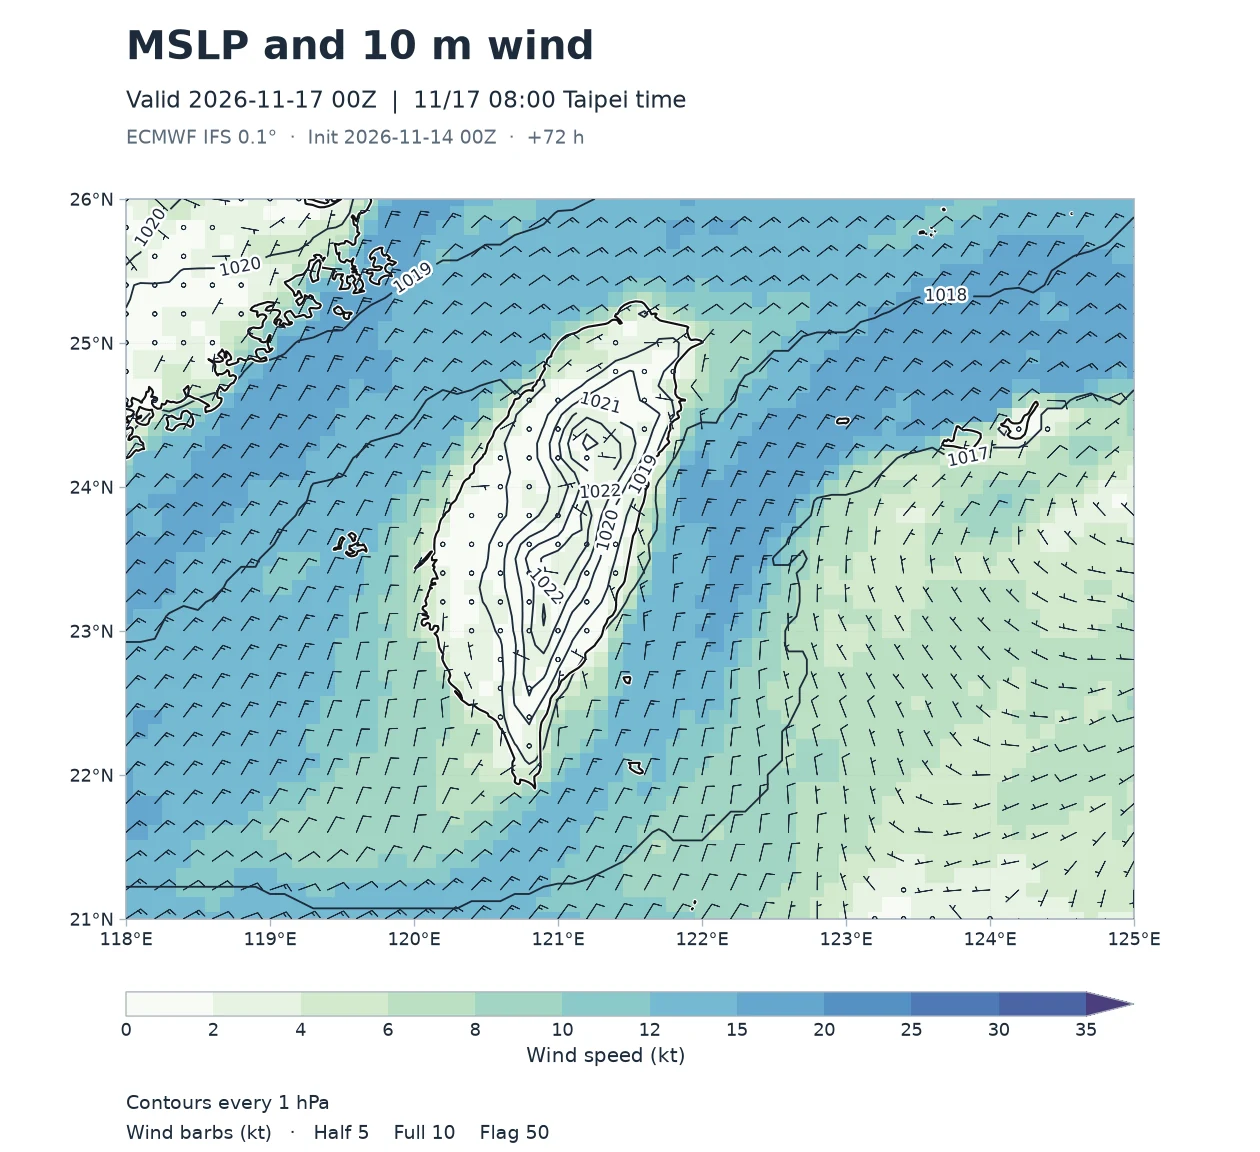 MSLP and 10 m wind
Valid 2026-11-17 00Z | 11/17 08:00 Taipei time
ECMWF IFS 0.1° · Init 2026-11-14 00Z · +72 h
26°N
25°N
24°N
23°N
22°N
21°N
1020
1020
1019
1018
1021
1019
1017
1022
1020
1022
118°E 119°E 120°E 121°E 122°E 123°E 124°E 125°E
0 2 4 6 8 10 12 15 20 25 30 35
Wind speed (kt)
Contours every 1 hPa
Wind barbs (kt) · Half 5 Full 10 Flag 50